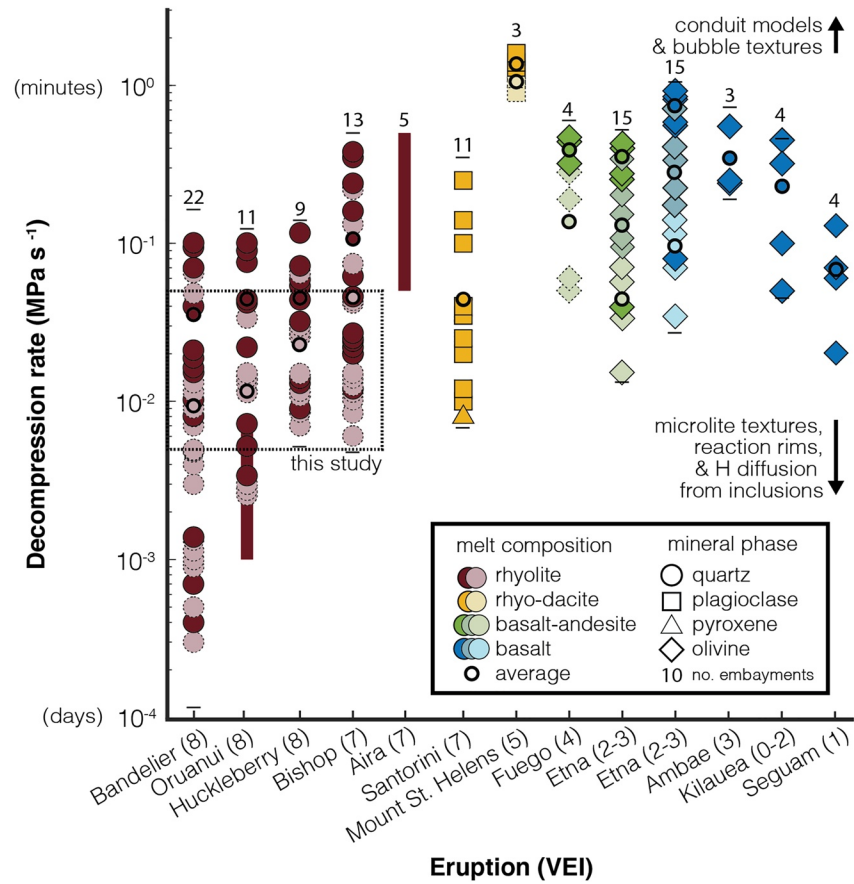 conduit models
& bubble textures
Decompression rate (MPa s -1)
(minutes)
10^0
10^-1
10^-2
10^-3
(days)
10^-4
22
11
9
13
5
11
3
4
15
15
3
4
4
this study
microlite textures,
reaction rims,
& H diffusion
from inclusions
melt composition
rhyolite
rhyo-dacite
basalt-andesite
basalt
average
mineral phase
quartz
plagioclase
pyroxene
olivine
10 no. embayments
Bandelier (8)
Oruanui (8)
Huckleberry (8)
Bishop (7)
Aira (7)
Santorini (7)
Mount St. Helens (5)
Fuego (4)
Etna (2-3)
Etna (2-3)
Ambae (3)
Kilauea (0-2)
Seguam (1)
Eruption (VEI)